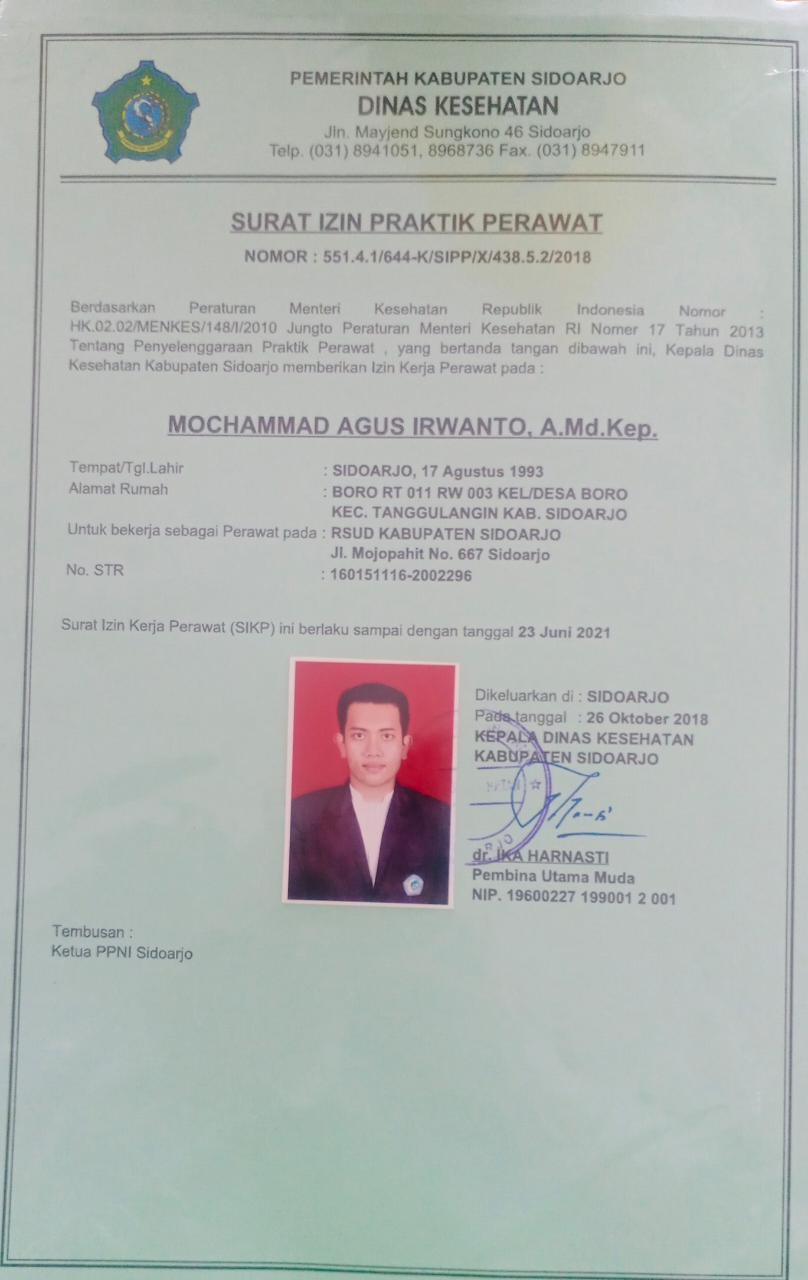 PEMERINTAH KABUPATEN SIDOARJO
DINAS KESEHATAN
Jln. Mayjend Sungkono 46 Sidoarjo
Telp. (031) 8941051, 8968736 Fax. (031) 8947911
SURAT IZIN PRAKTIK PERAWAT
NOMOR : 551.4.1/644-K/SIPP/X/438.5.2/2018
Berdasarkan Peraturan Menteri Kesehatan Republik Indonesia Nomor :
HK.02.02/MENKES/148/I/2010 Jungto Peraturan Menteri Kesehatan RI Nomer 17 Tahun 2013
Tentang Penyelenggaraan Praktik Perawat , yang bertanda tangan dibawah ini, Kepala Dinas
Kesehatan Kabupaten Sidoarjo memberikan Izin Kerja Perawat pada :
MOCHAMMAD AGUS IRWANTO, A.Md.Kep.
Tempat/Tgl.Lahir : SIDOARJO, 17 Agustus 1993
Alamat Rumah : BORO RT 011 RW 003 KEL/DESA BORO
KEC. TANGGULANGIN KAB. SIDOARJO
Untuk bekerja sebagai Perawat pada : RSUD KABUPATEN SIDOARJO
Jl. Mojopahit No. 667 Sidoarjo
No. STR : 160151116-2002296
Surat Izin Kerja Perawat (SIKP) ini berlaku sampai dengan tanggal 23 Juni 2021
Dikeluarkan di : SIDOARJO
Pada tanggal : 26 Oktober 2018
KEPALA DINAS KESEHATAN
KABUPATEN SIDOARJO
dr. IKA HARNASTI
Pembina Utama Muda
NIP. 19600227 199001 2 001
Tembusan :
Ketua PPNI Sidoarjo